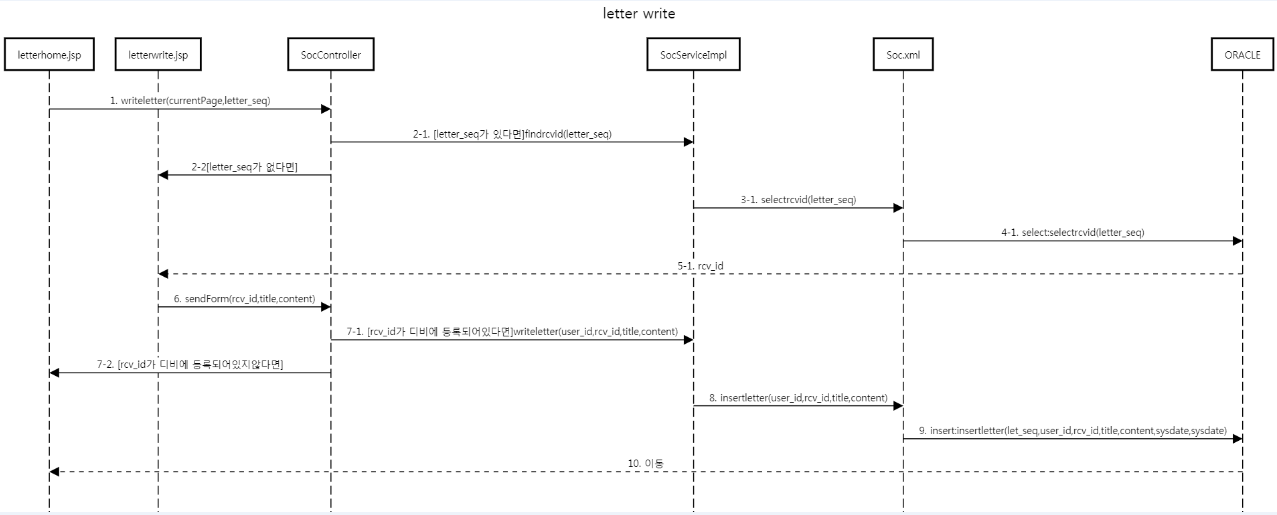 letter write
letterhome.jsp
letterwrite.jsp
SocController
SocServiceImpl
Soc.xml
ORACLE
1. writeletter(currentPage,letter_seq)
2-1. [letter_seq가 있다면]findrcvid(letter_seq)
2-2[letter_seq가 없다면]
3-1. selectrcvid(letter_seq)
4-1. select:selectrcvid(letter_seq)
5-1. rcv_id
6. sendForm(rcv_id,title,content)
7-1. [rcv_id가 디비에 등록되어있다면]writeletter(user_id,rcv_id,title,content)
7-2. [rcv_id가 디비에 등록되어있지않다면]
8. insertletter(user_id,rcv_id,title,content)
9. insert:insertletter(let_seq,user_id,rcv_id,title,content,sysdate,sysdate)
10. 이동